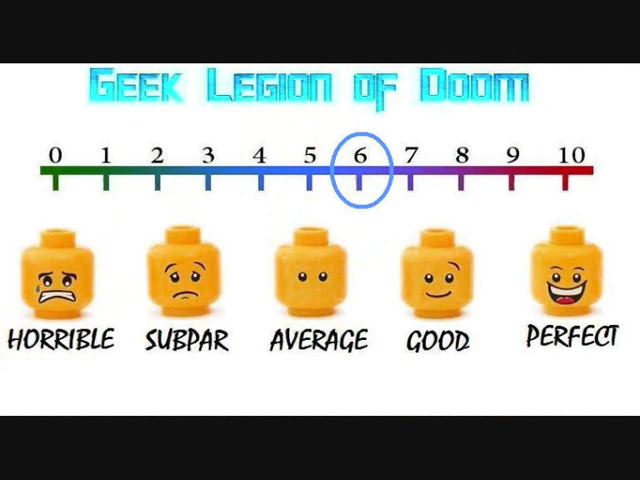 Geek Legion of Doom
0 1 2 3 4 5 6 7 8 9 10
HORRIBLE SUBPAR AVERAGE GOOD PERFECT